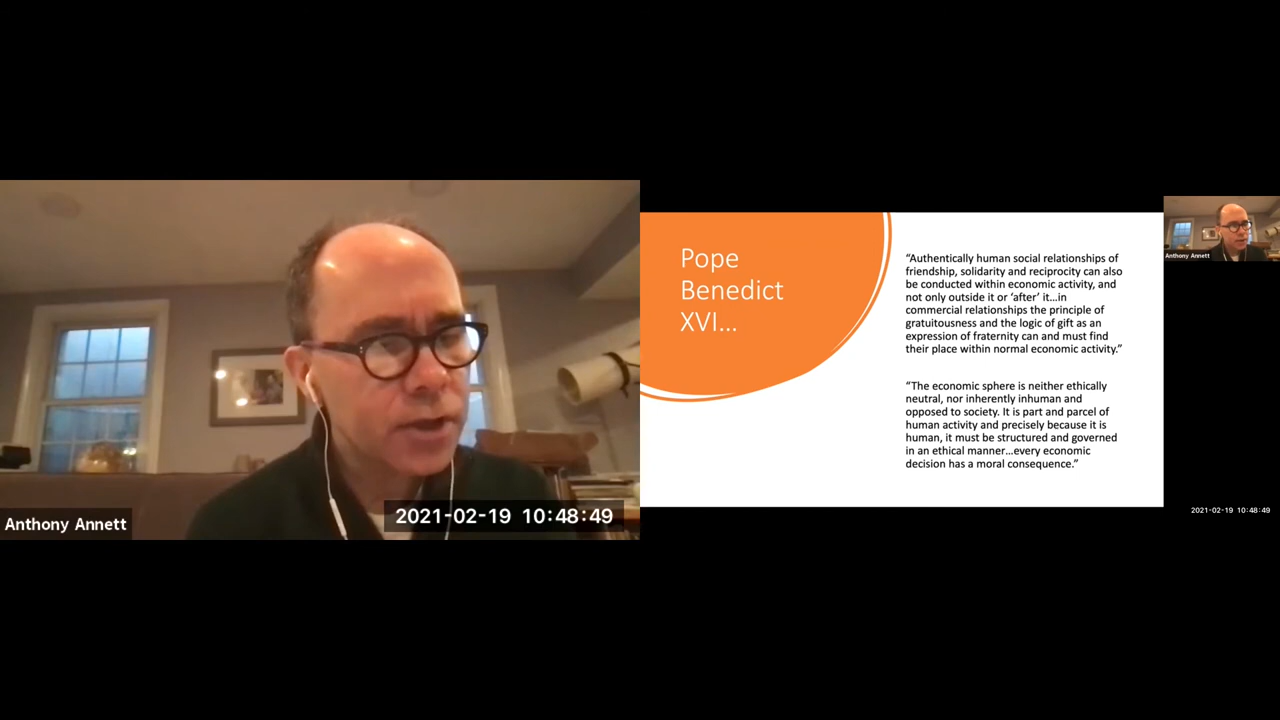 Anthony Annett
2021-02-19 10:48:49
Pope
Benedict
XVI...
“Authentically human social relationships of
friendship, solidarity and reciprocity can also
be conducted within economic activity, and
not only outside it or ‘after’ it…in
commercial relationships the principle of
gratuitousness and the logic of gift as an
expression of fraternity can and must find
their place within normal economic activity.”
“The economic sphere is neither ethically
neutral, nor inherently inhuman and
opposed to society. It is part and parcel of
human activity and precisely because it is
human, it must be structured and governed
in an ethical manner…every economic
decision has a moral consequence.”
Anthony Annett
2021-02-19 10:48:49